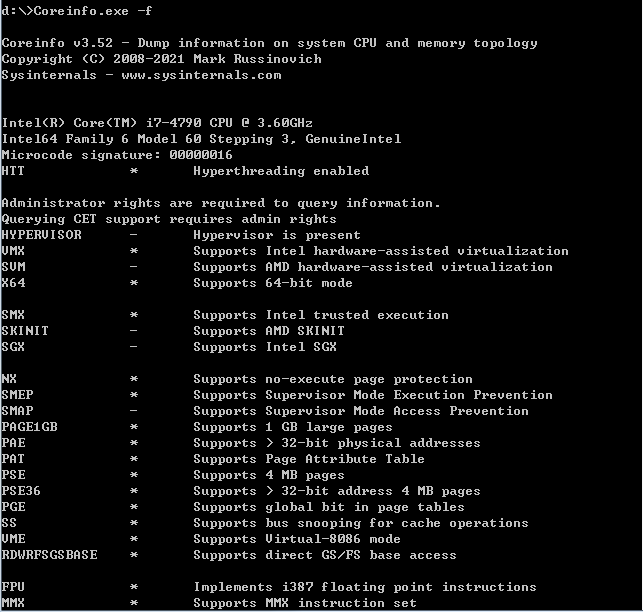 d:\>Coreinfo.exe -f
Coreinfo v3.52 - Dump information on system CPU and memory topology
Copyright (C) 2008-2021 Mark Russinovich
Sysinternals - www.sysinternals.com
Intel(R) Core(TM) i7-4790 CPU @ 3.60GHz
Intel64 Family 6 Model 60 Stepping 3, GenuineIntel
Microcode signature: 00000016
HTT * Hyperthreading enabled
Administrator rights are required to query information.
Querying CET support requires admin rights
HYPERVISOR - Hypervisor is present
VMX * Supports Intel hardware-assisted virtualization
SVM - Supports AMD hardware-assisted virtualization
X64 * Supports 64-bit mode
SMX * Supports Intel trusted execution
SKINIT - Supports AMD SKINIT
SGX - Supports Intel SGX
NX * Supports no-execute page protection
SMEP * Supports Supervisor Mode Execution Prevention
SMAP - Supports Supervisor Mode Access Prevention
PAGE1GB * Supports 1 GB large pages
PAE * Supports > 32-bit physical addresses
PAT * Supports Page Attribute Table
PSE * Supports 4 MB pages
PSE36 * Supports > 32-bit address 4 MB pages
PGE * Supports global bit in page tables
SS * Supports bus snooping for cache operations
VME * Supports Virtual-8086 mode
RDWRFSGSBASE * Supports direct GS/FS base access
FPU * Implements i387 floating point instructions
MMX * Supports MMX instruction set